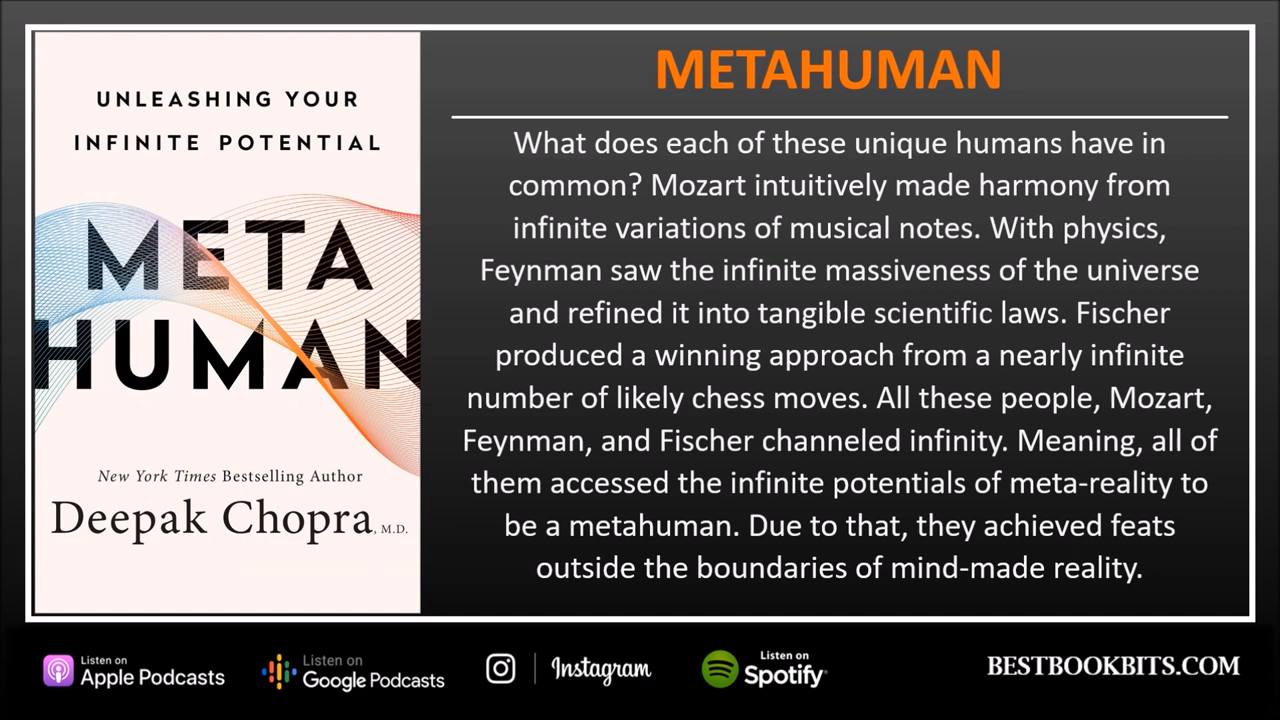 UNLEASHING YOUR
INFINITE POTENTIAL
META
HUMAN
New York Times Bestselling Author
Deepak Chopra, M.D.
METAHUMAN
What does each of these unique humans have in
common? Mozart intuitively made harmony from
infinite variations of musical notes. With physics,
Feynman saw the infinite massiveness of the universe
and refined it into tangible scientific laws. Fischer
produced a winning approach from a nearly infinite
number of likely chess moves. All these people, Mozart,
Feynman, and Fischer channeled infinity. Meaning, all of
them accessed the infinite potentials of meta-reality to
be a metahuman. Due to that, they achieved feats
outside the boundaries of mind-made reality.
Listen on
Apple Podcasts
Listen on
Google Podcasts
Instagram
Listen on
Spotify
BESTBOOKBITS.COM